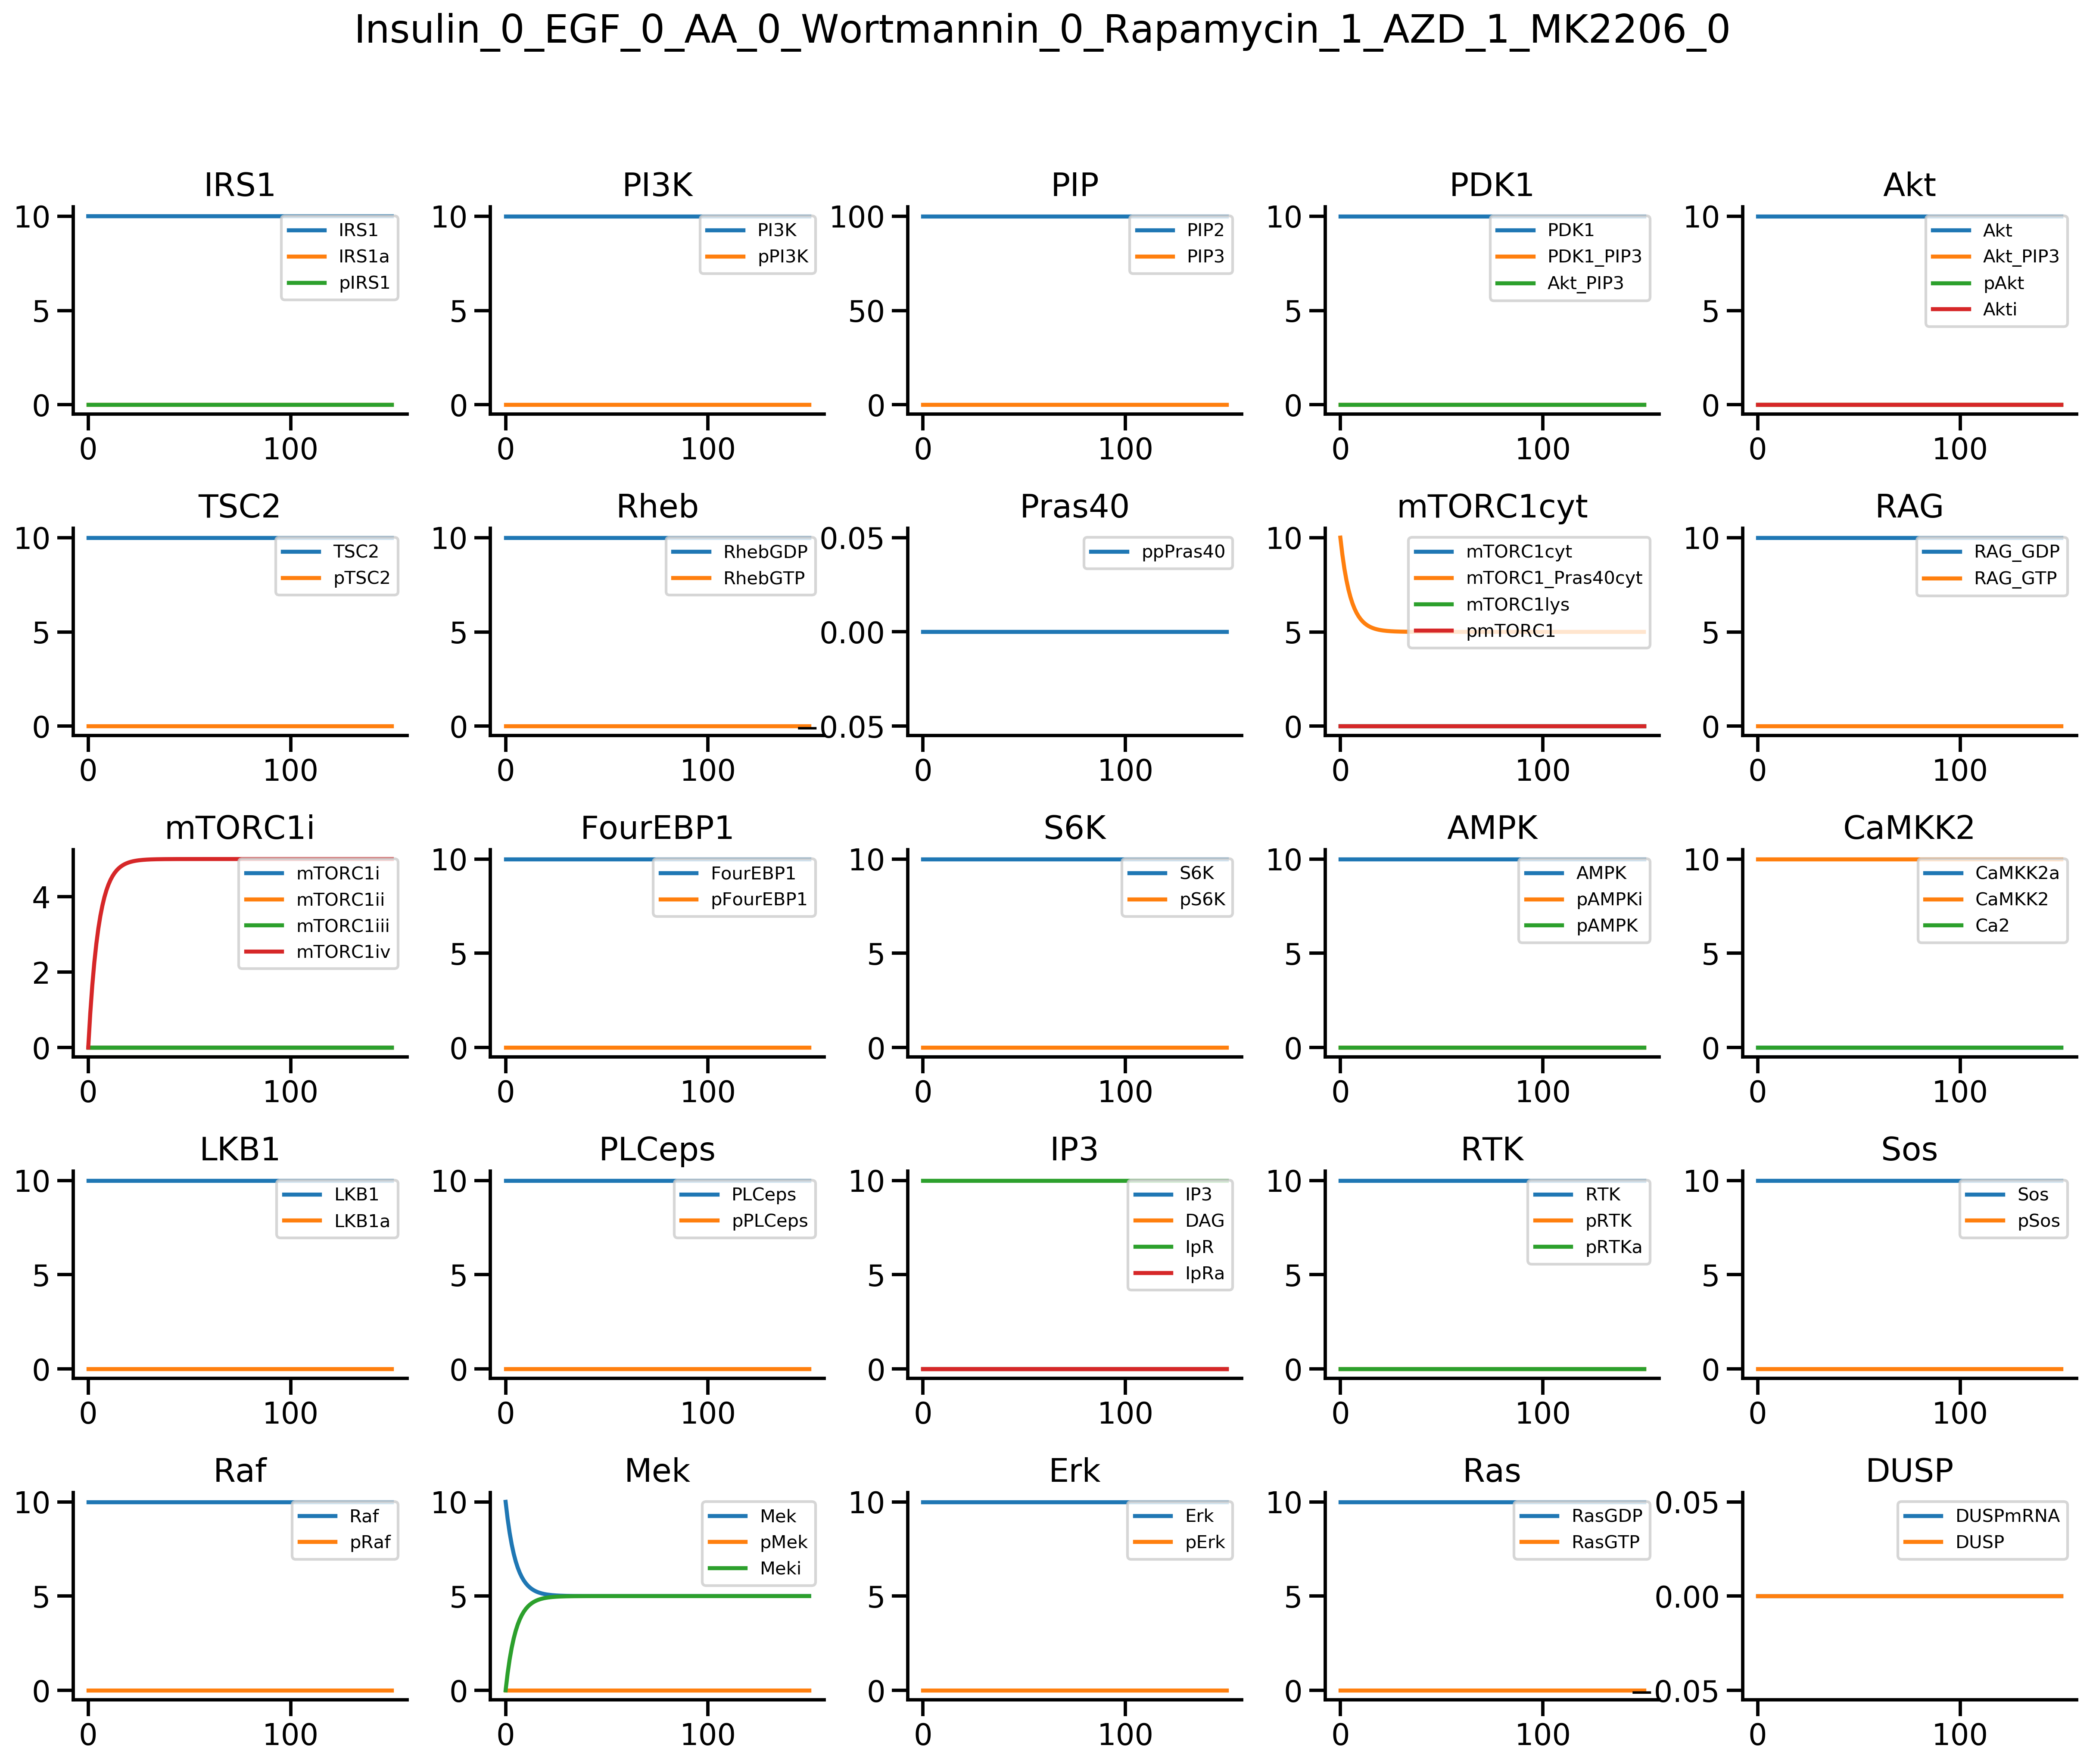 Insulin_0_EGF_0_AA_0_Wortmannin_0_Rapamycin_1_AZD_1_MK2206_0
IRS1
10
5
0
0
100
IRS1
IRS1a
pIRS1
PI3K
10
5
0
0
100
PI3K
pPI3K
PIP
100
50
0
0
100
PIP2
PIP3
PDK1
10
5
0
0
100
PDK1
PDK1_PIP3
Akt_PIP3
Akt
10
5
0
0
100
Akt
Akt_PIP3
pAkt
Akti
TSC2
10
5
0
0
100
TSC2
pTSC2
Rheb
10
5
0
0
100
RhebGDP
RhebGTP
Pras40
0.05
0.00
−0.05
0
100
ppPras40
mTORC1cyt
10
5
0
0
100
mTORC1cyt
mTORC1_Pras40cyt
mTORC1lys
pmTORC1
RAG
10
5
0
0
100
RAG_GDP
RAG_GTP
mTORC1i
4
2
0
0
100
mTORC1i
mTORC1ii
mTORC1iii
mTORC1iv
FourEBP1
10
5
0
0
100
FourEBP1
pFourEBP1
S6K
10
5
0
0
100
S6K
pS6K
AMPK
10
5
0
0
100
AMPK
pAMPKi
pAMPK
CaMKK2
10
5
0
0
100
CaMKK2a
CaMKK2
Ca2
LKB1
10
5
0
0
100
LKB1
LKB1a
PLCeps
10
5
0
0
100
PLCeps
pPLCeps
IP3
10
5
0
0
100
IP3
DAG
IpR
IpRa
RTK
10
5
0
0
100
RTK
pRTK
pRTKa
Sos
10
5
0
0
100
Sos
pSos
Raf
10
5
0
0
100
Raf
pRaf
Mek
10
5
0
0
100
Mek
pMek
Meki
Erk
10
5
0
0
100
Erk
pErk
Ras
10
5
0
0
100
RasGDP
RasGTP
DUSP
0.05
0.00
−0.05
0
100
DUSPmRNA
DUSP